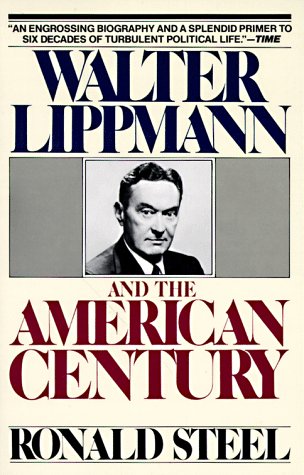 "AN ENGROSSING BIOGRAPHY AND A SPLENDID PRIMER TO
SIX DECADES OF TURBULENT POLITICAL LIFE."—TIME
WALTER
LIPPMANN
AND THE
AMERICAN
CENTURY
RONALD STEEL